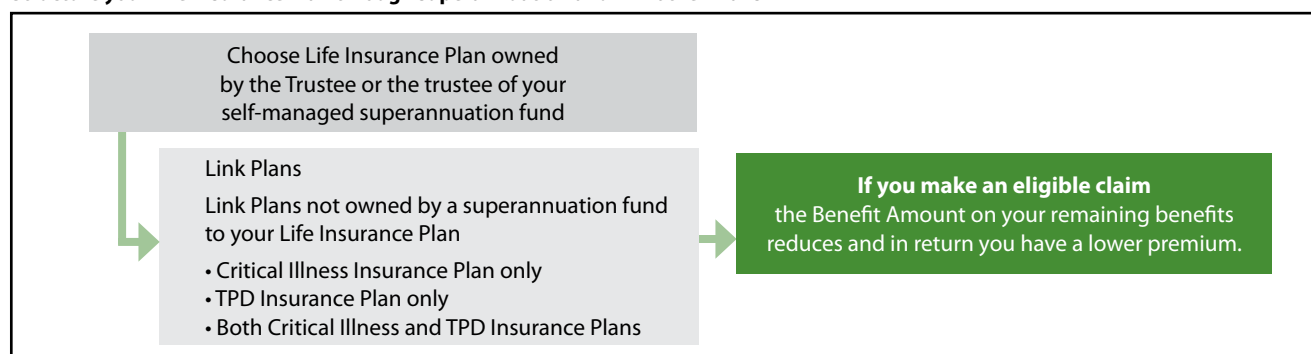 Choose Life Insurance Plan owned
by the Trustee or the trustee of your
self-managed superannuation fund
Link Plans
Link Plans not owned by a superannuation fund
to your Life Insurance Plan
• Critical Illness Insurance Plan only
• TPD Insurance Plan only
• Both Critical Illness and TPD Insurance Plans
If you make an eligible claim
the Benefit Amount on your remaining benefits
reduces and in return you have a lower premium.